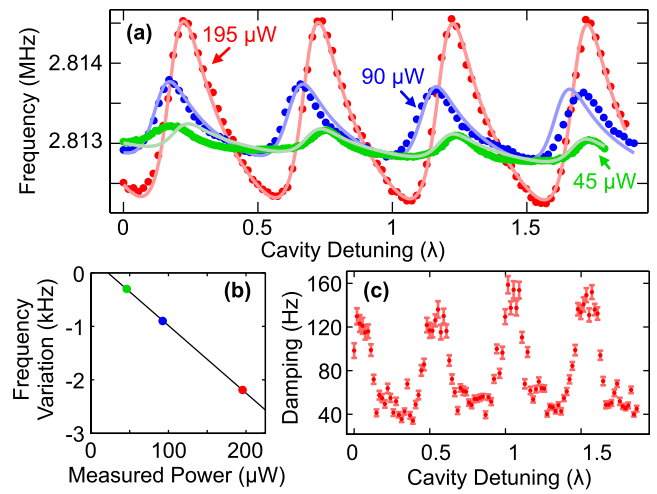 (a)
195 µW
90 µW
45 µW
Frequency (MHz)
2.814
2.813
0
0.5
1
1.5
Cavity Detuning (λ)
(b)
Frequency
Variation (kHz)
0
-1
-2
-3
0
100
200
Measured Power (µW)
(c)
Damping (Hz)
160
120
80
40
0
0.5
1
1.5
Cavity Detuning (λ)